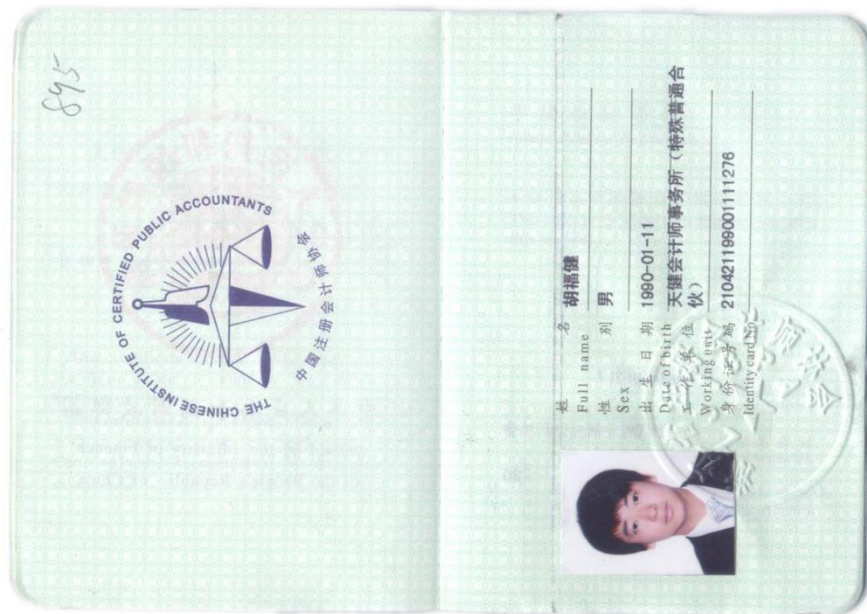 895
THE CHINESE INSTITUTE OF CERTIFIED PUBLIC ACCOUNTANTS
中国注册会计师协会
姓 名 胡福健
Full name
性 别 男
Sex
出 生 日 期 1990-01-11
Date of birth
工 作 单 位 天健会计师事务所（特殊普通合
Working unit 伙）
身 份 证 号 码 210421199001111276
Identity card No.